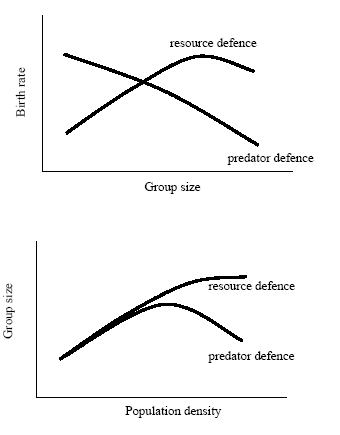 resource defence
Birth rate
predator defence
Group size
resource defence
Group size
predator defence
Population density